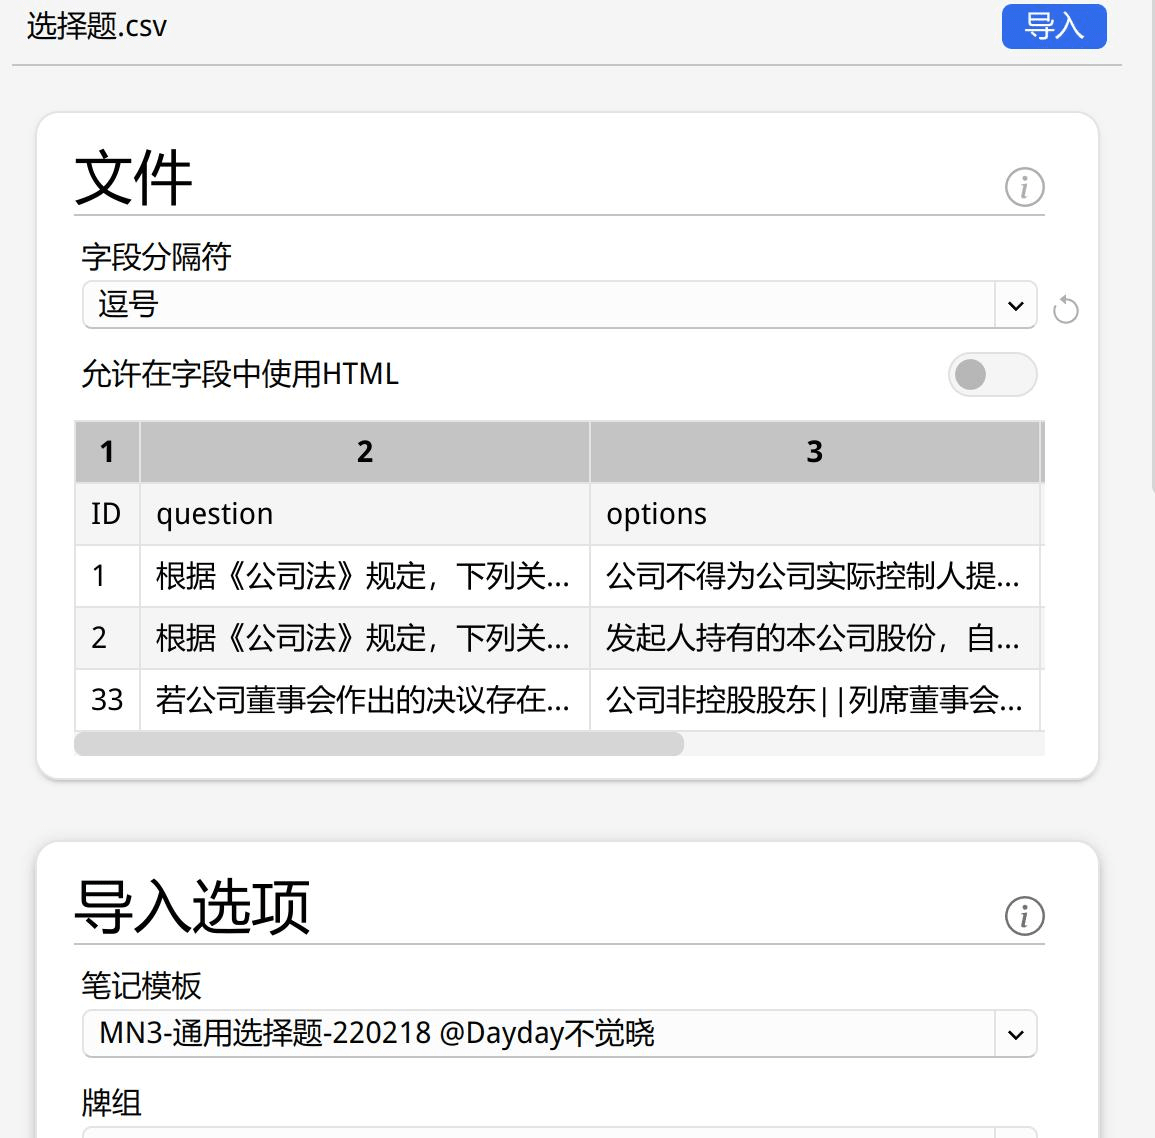 选择题.csv 导入
文件
字段分隔符
逗号
允许在字段中使用HTML
1 2 3
ID question options
1 根据《公司法》规定，下列关... 公司不得为公司实际控制人提...
2 根据《公司法》规定，下列关... 发起人持有的本公司股份，自...
33 若公司董事会作出的决议存在... 公司非控股股东||列席董事会...
导入选项
笔记模板
MN3-通用选择题-220218 @Dayday不觉晓
牌组